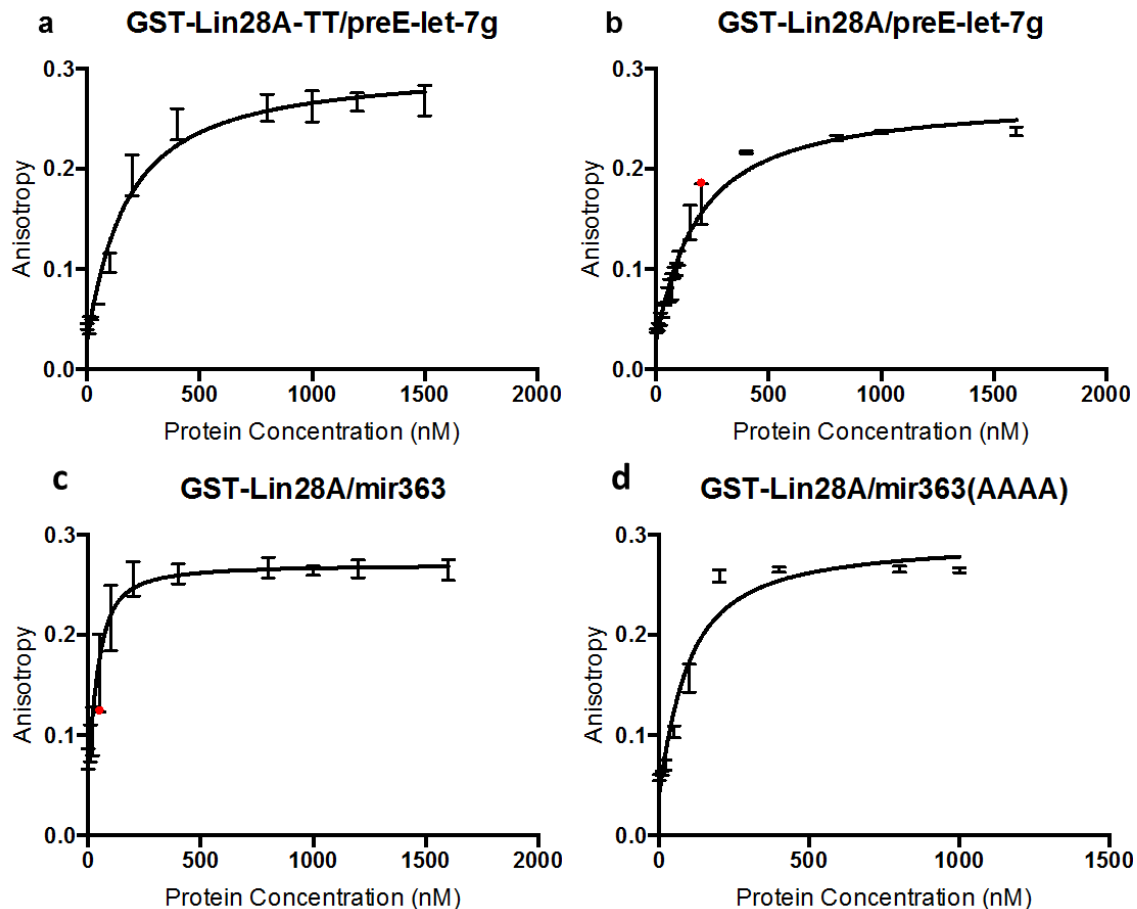 a GST-Lin28A-TT/preE-let-7g
0.3
0.2
0.1
0.0
Anisotropy
0 500 1000 1500 2000
Protein Concentration (nM)
b GST-Lin28A/preE-let-7g
0.3
0.2
0.1
0.0
Anisotropy
0 500 1000 1500 2000
Protein Concentration (nM)
c GST-Lin28A/mir363
0.3
0.2
0.1
0.0
Anisotropy
0 500 1000 1500 2000
Protein Concentration (nM)
d GST-Lin28A/mir363(AAAA)
0.3
0.2
0.1
0.0
Anisotropy
0 500 1000 1500
Protein Concentration (nM)